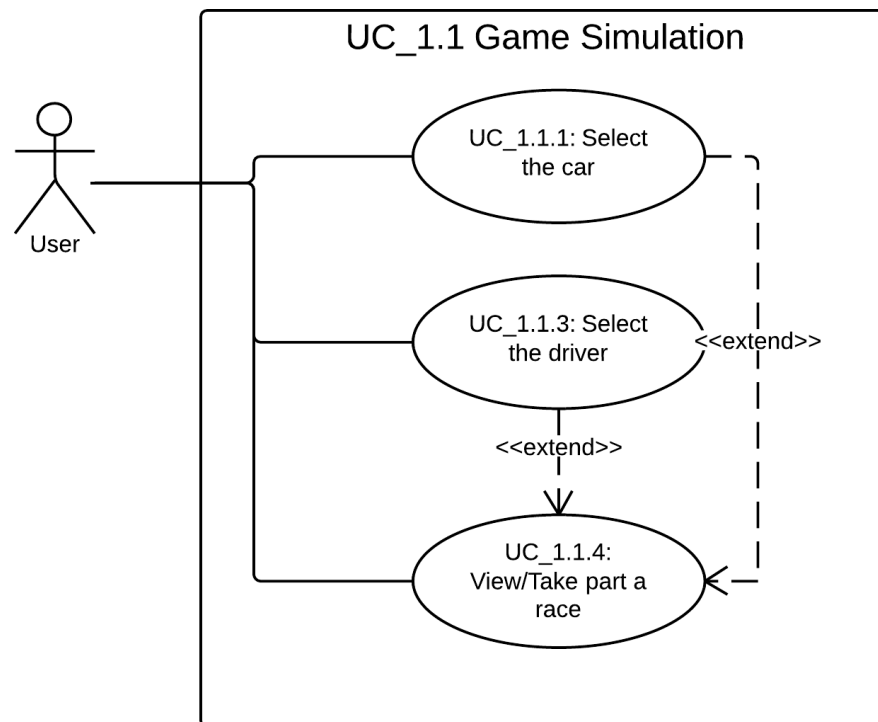 UC_1.1 Game Simulation
UC_1.1.1: Select
the car
User
UC_1.1.3: Select
the driver
<<extend>>
<<extend>>
UC_1.1.4:
View/Take part a
race